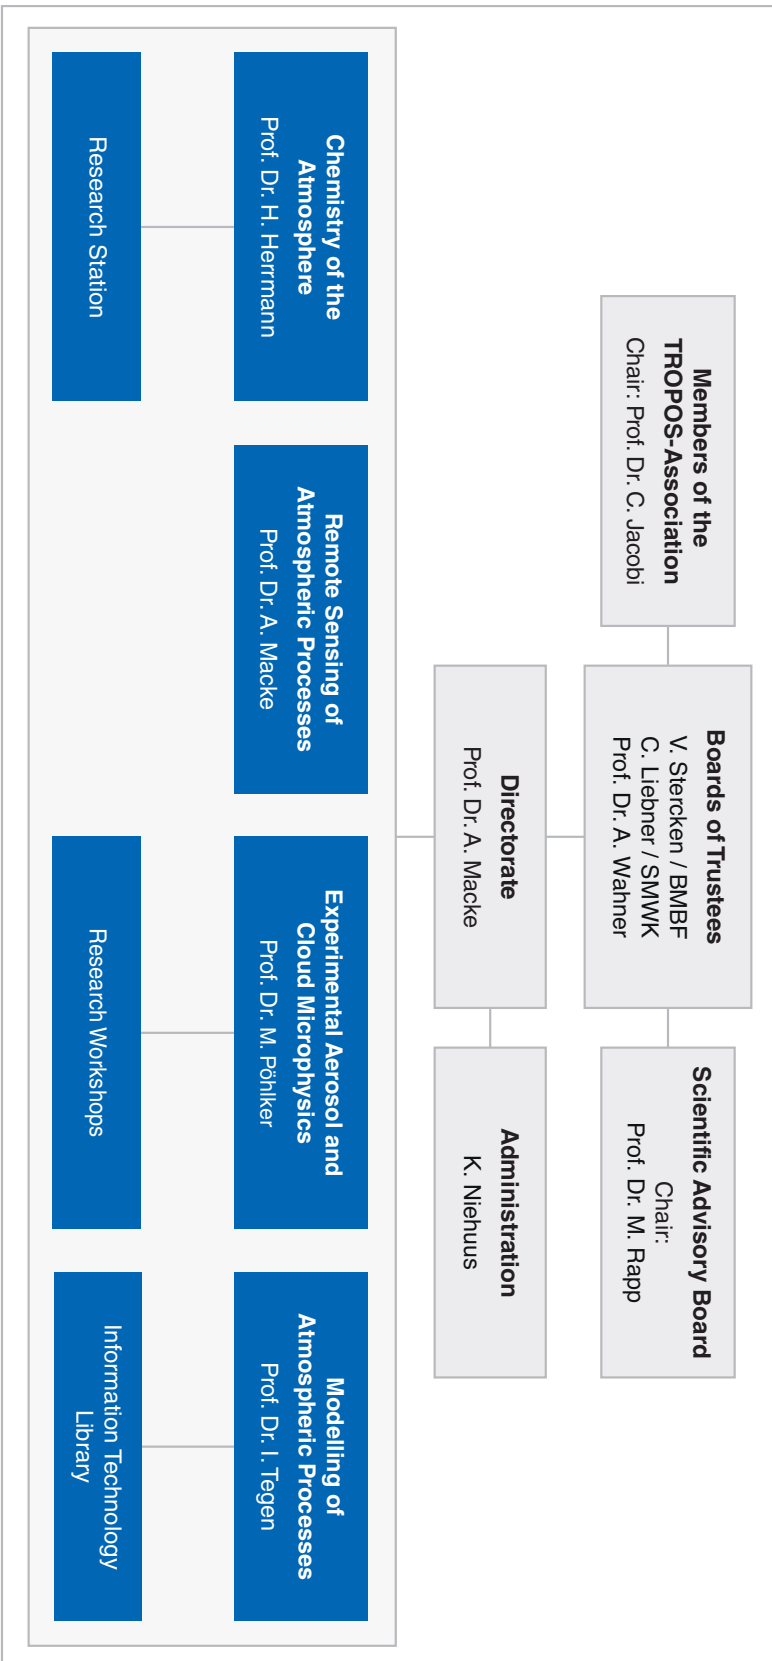 Members of the
TROPOS-Association
Chair: Prof. Dr. C. Jacobi
Boards of Trustees
V. Stercken / BMBF
C. Liebner / SMWK
Prof. Dr. A. Wahner
Scientific Advisory Board
Chair:
Prof. Dr. M. Rapp
Directorate
Prof. Dr. A. Macke
Administration
K. Niehuus
Chemistry of the
Atmosphere
Prof. Dr. H. Herrmann
Remote Sensing of
Atmospheric Processes
Prof. Dr. A. Macke
Experimental Aerosol and
Cloud Microphysics
Prof. Dr. M. Pöhlker
Modelling of
Atmospheric Processes
Prof. Dr. I. Tegen
Research Station
Research Workshops
Information Technology
Library